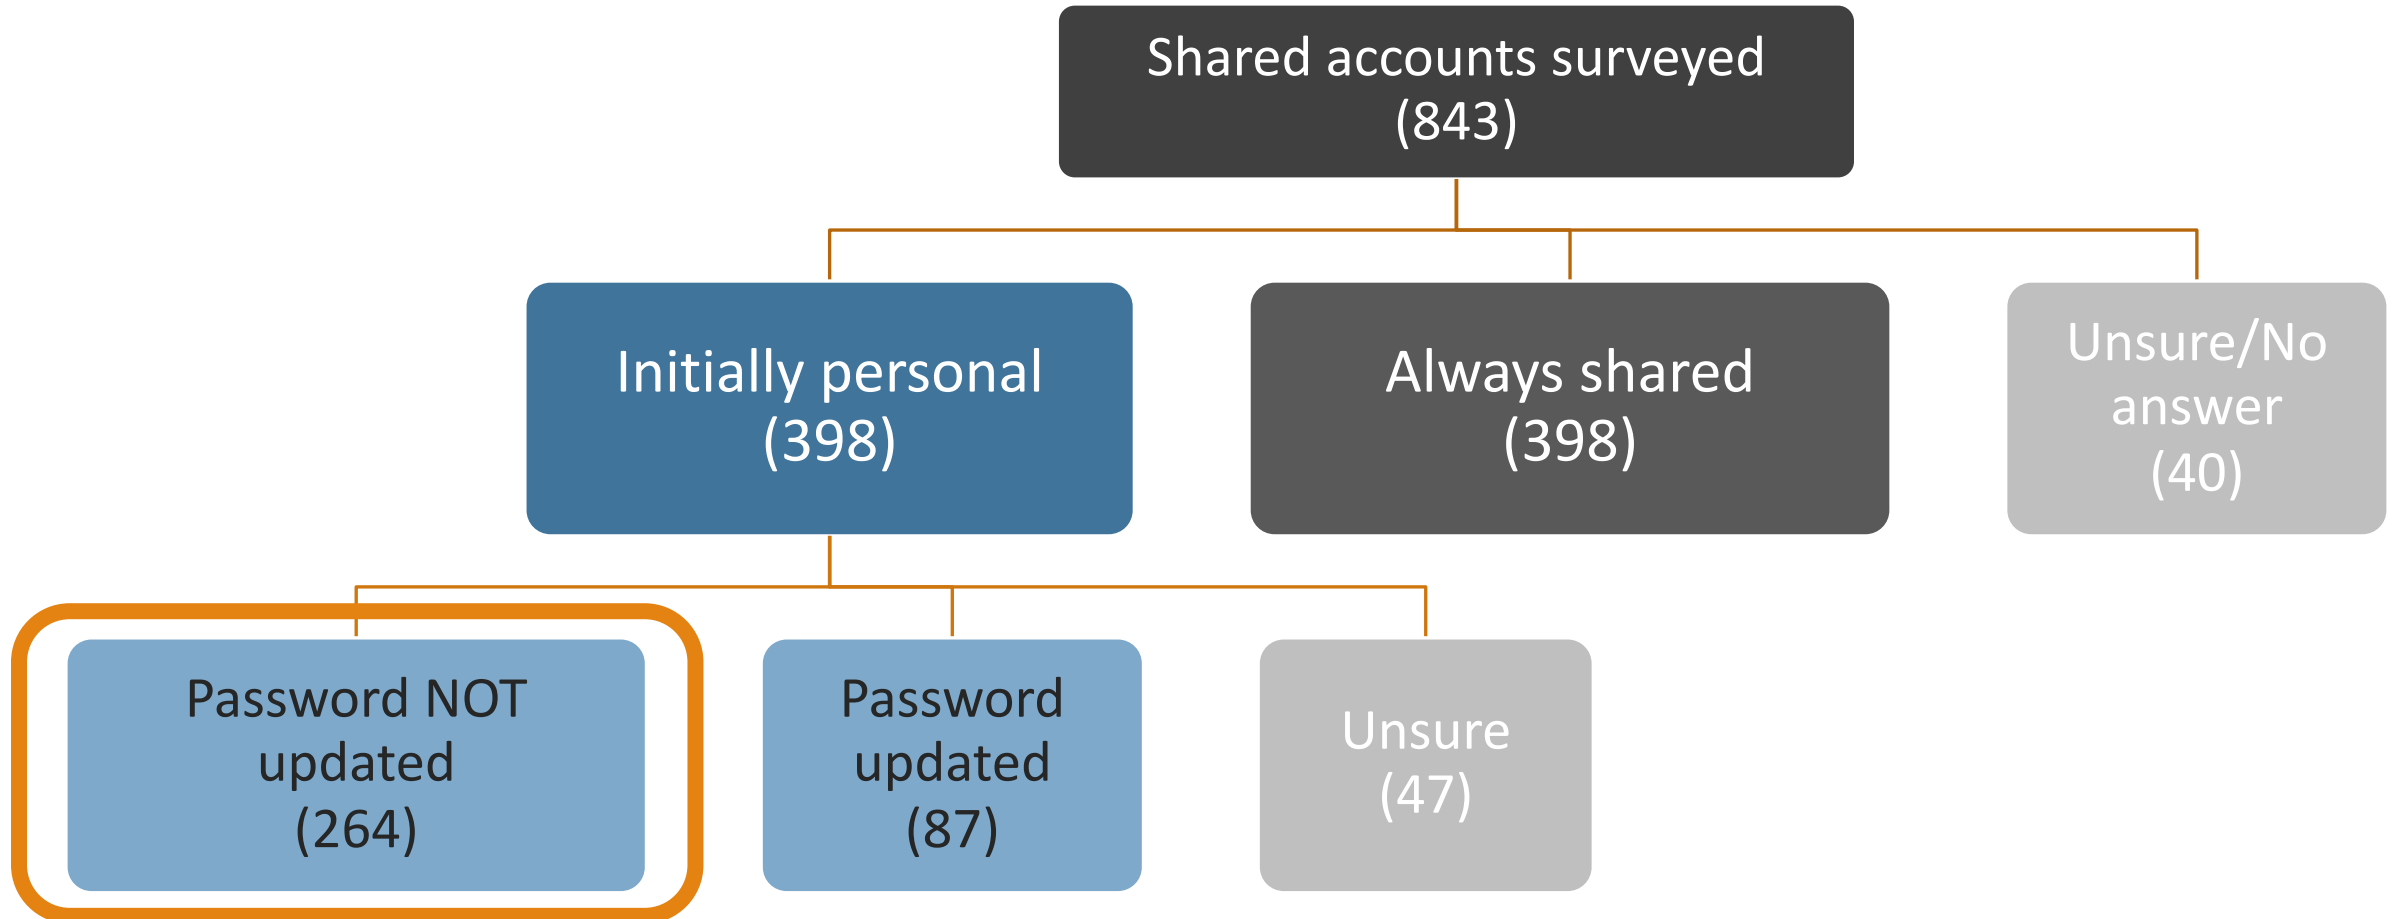 Shared accounts surveyed
(843)
Initially personal
(398)
Always shared
(398)
Unsure/No
answer
(40)
Password NOT
updated
(264)
Password
updated
(87)
Unsure
(47)